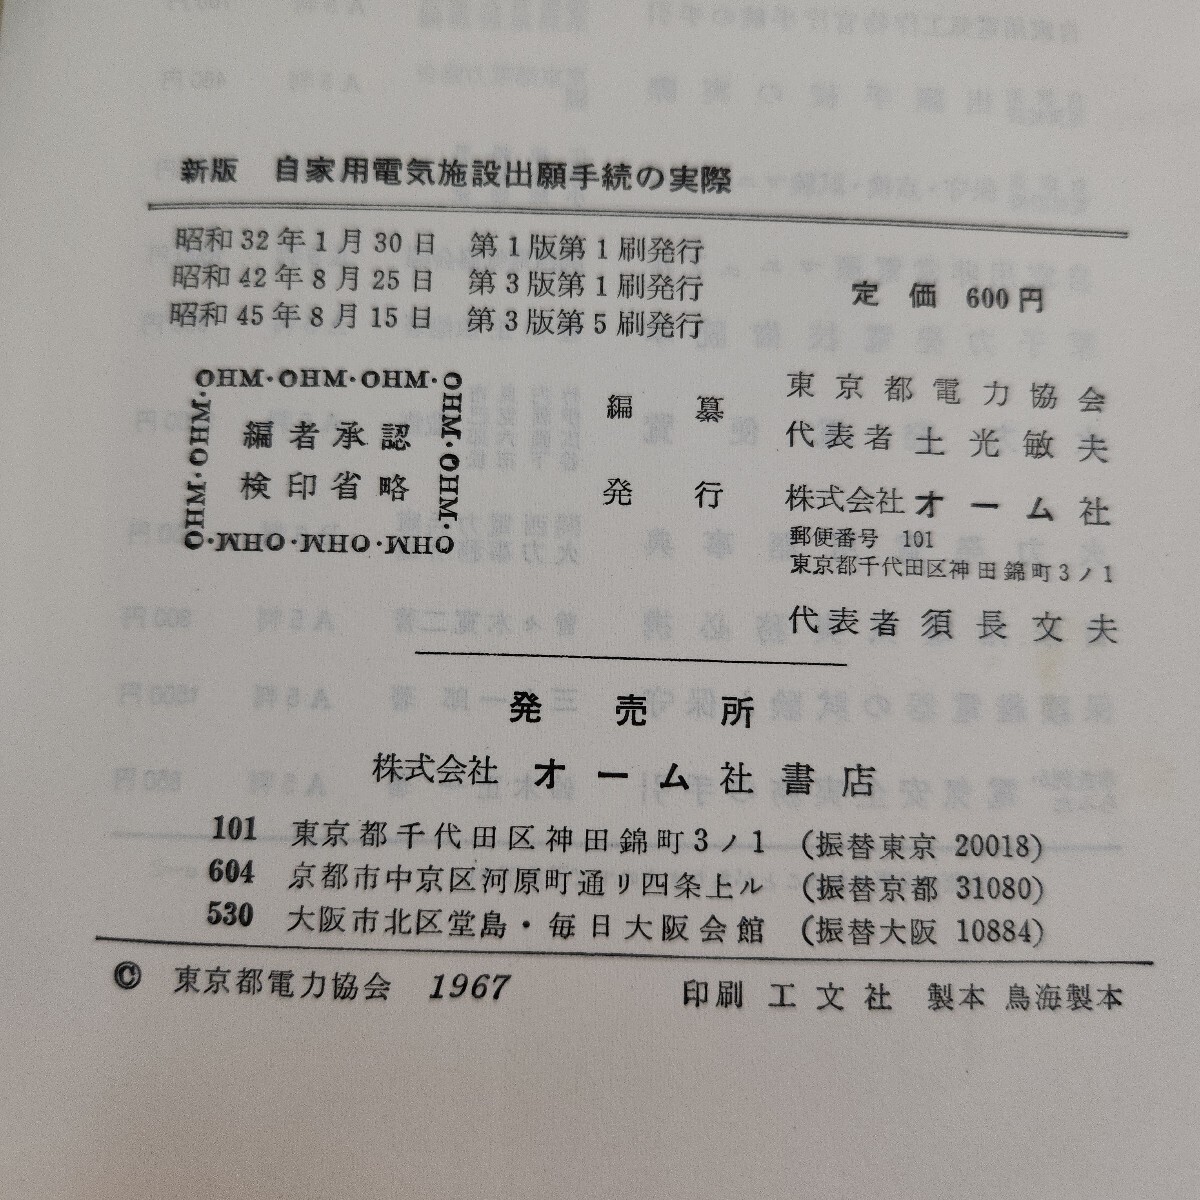 新版 自家用電気施設出願手続の実際
昭和32年1月30日 第1版第1刷発行
昭和42年8月25日 第3版第1刷発行
昭和45年8月15日 第3版第5刷発行
定価 600円
OHM・OHM・OHM・OHM・OHM・OHM・OHM・OHM・OHM・OHM・
編者承認
検印省略
編纂 東京都電力協会
代表者 土光敏夫
発行 株式会社 オーム社
郵便番号 101
東京都千代田区神田錦町3ノ1
代表者 須長文夫
発売所
株式会社 オーム社書店
101 東京都千代田区神田錦町3ノ1 (振替東京 20018)
604 京都市中京区河原町通リ四条上ル (振替京都 31080)
530 大阪市北区堂島・毎日大阪会館 (振替大阪 10884)
© 東京都電力協会 1967 印刷 工文社 製本 鳥海製本